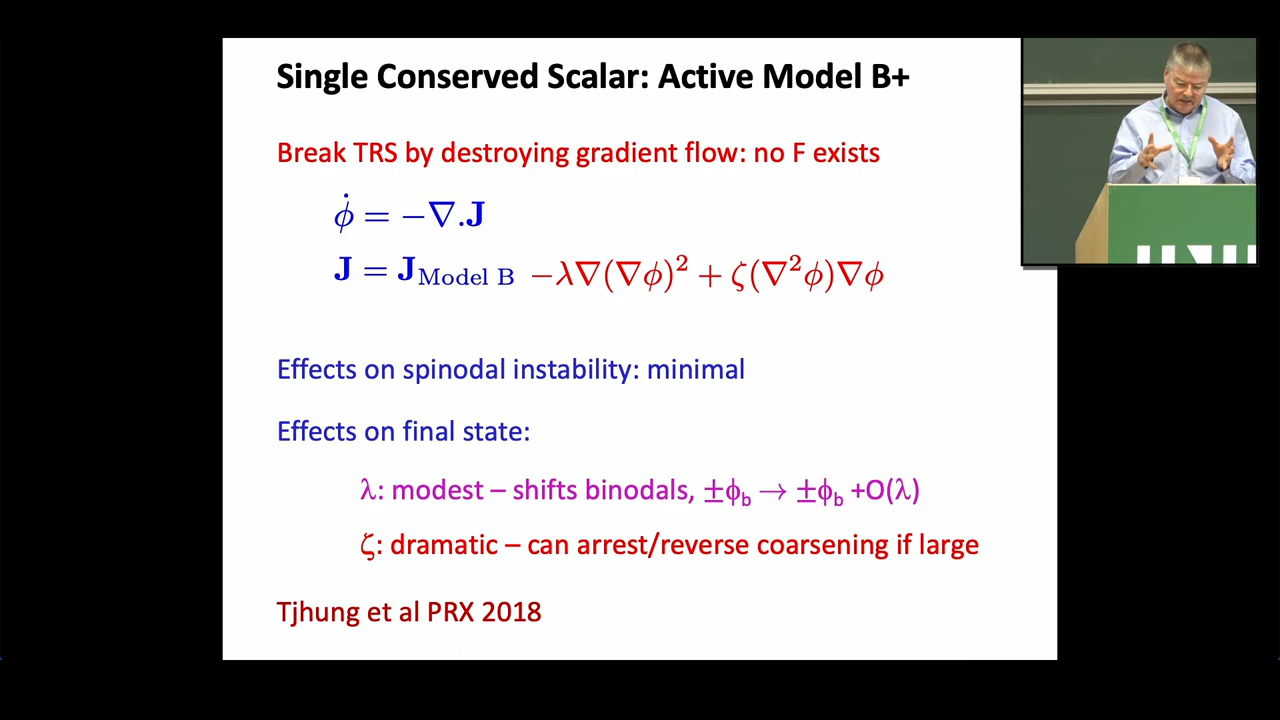 Single Conserved Scalar: Active Model B+
Break TRS by destroying gradient flow: no F exists
ϕ̇ = −∇.J
J = J_Model B −λ∇(∇ϕ)² + ζ(∇²ϕ)∇ϕ
Effects on spinodal instability: minimal
Effects on final state:
λ: modest – shifts binodals, ±ϕ_b → ±ϕ_b +O(λ)
ζ: dramatic – can arrest/reverse coarsening if large
Tjhung et al PRX 2018